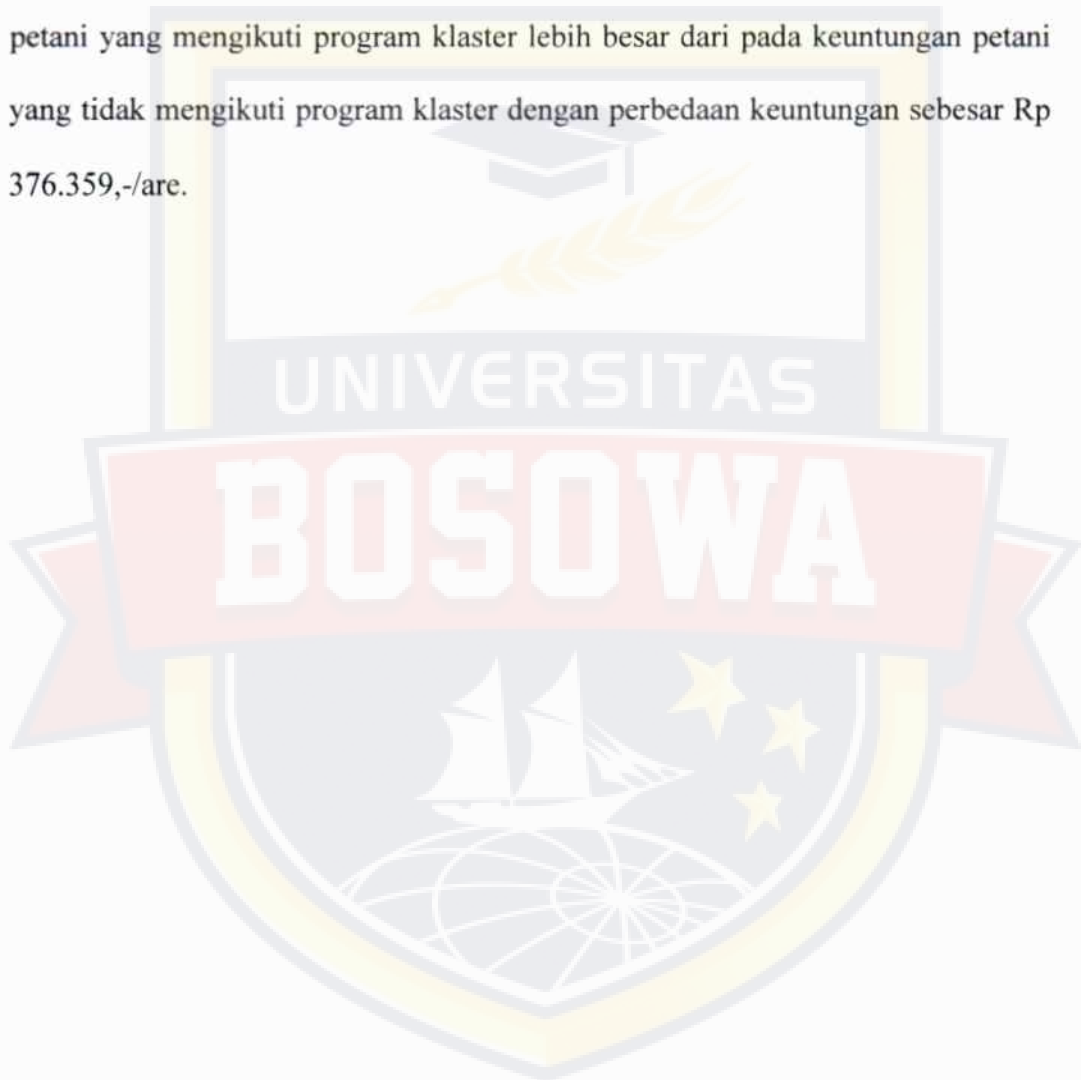 petani yang mengikuti program klaster lebih besar dari pada keuntungan petani
yang tidak mengikuti program klaster dengan perbedaan keuntungan sebesar Rp
376.359,-/are.
UNIVERSITAS
BOSOWA